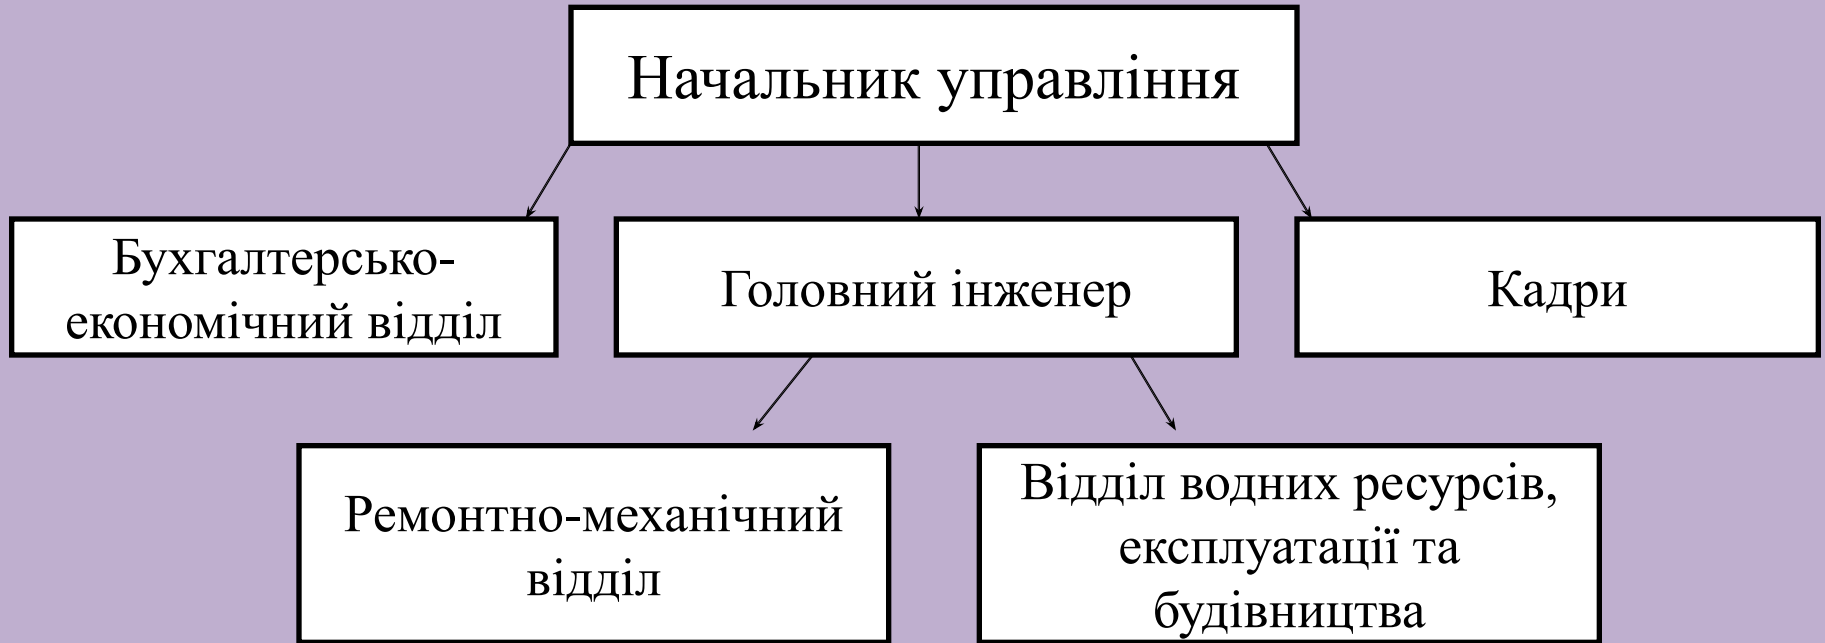 Начальник управління
Бухгалтерсько-
економічний відділ
Головний інженер
Кадри
Ремонтно-механічний
відділ
Відділ водних ресурсів,
експлуатації та
будівництва